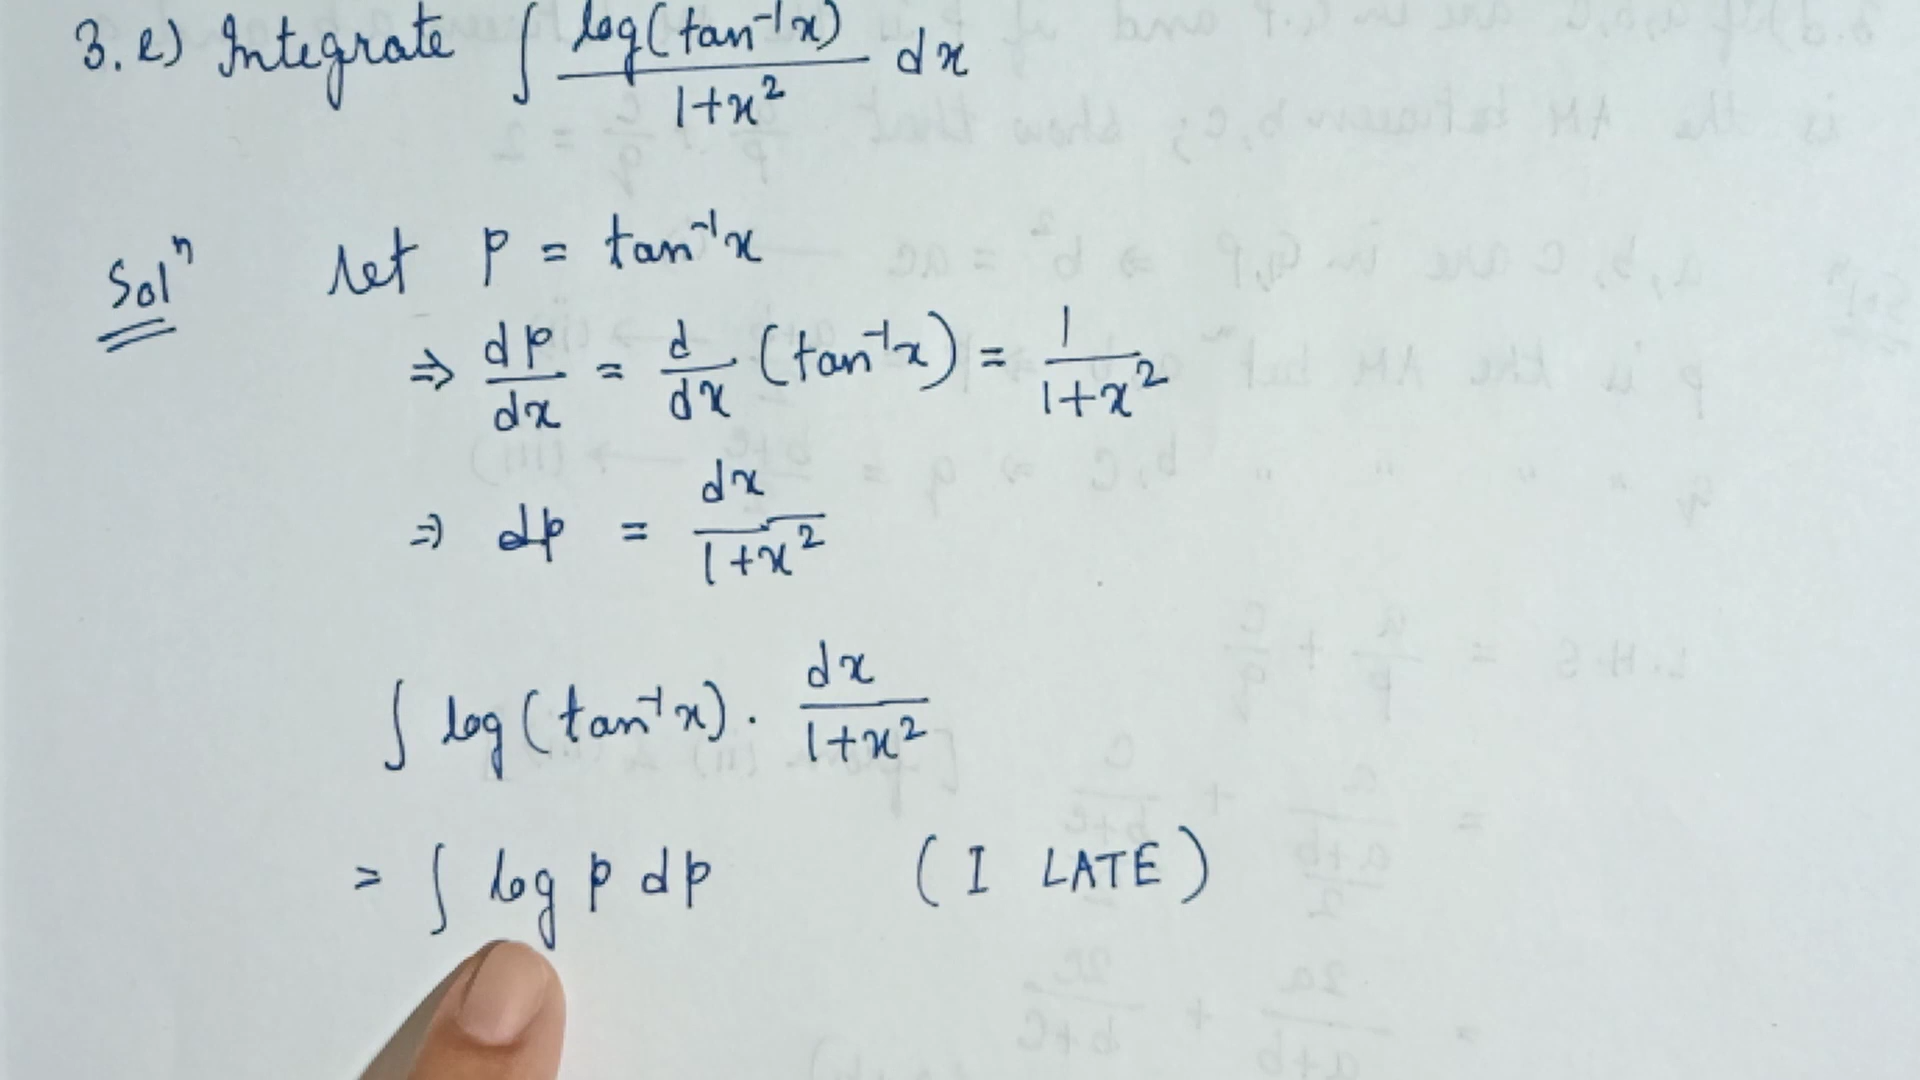 3. e) Integrate ∫ log(tan⁻¹x) / 1+x² dx
Solⁿ let p = tan⁻¹x
⇒ dp/dx = d/dx (tan⁻¹x) = 1/1+x²
⇒ dp = dx/1+x²
∫ log(tan⁻¹x) . dx/1+x²
= ∫ log p dp (I LATE)